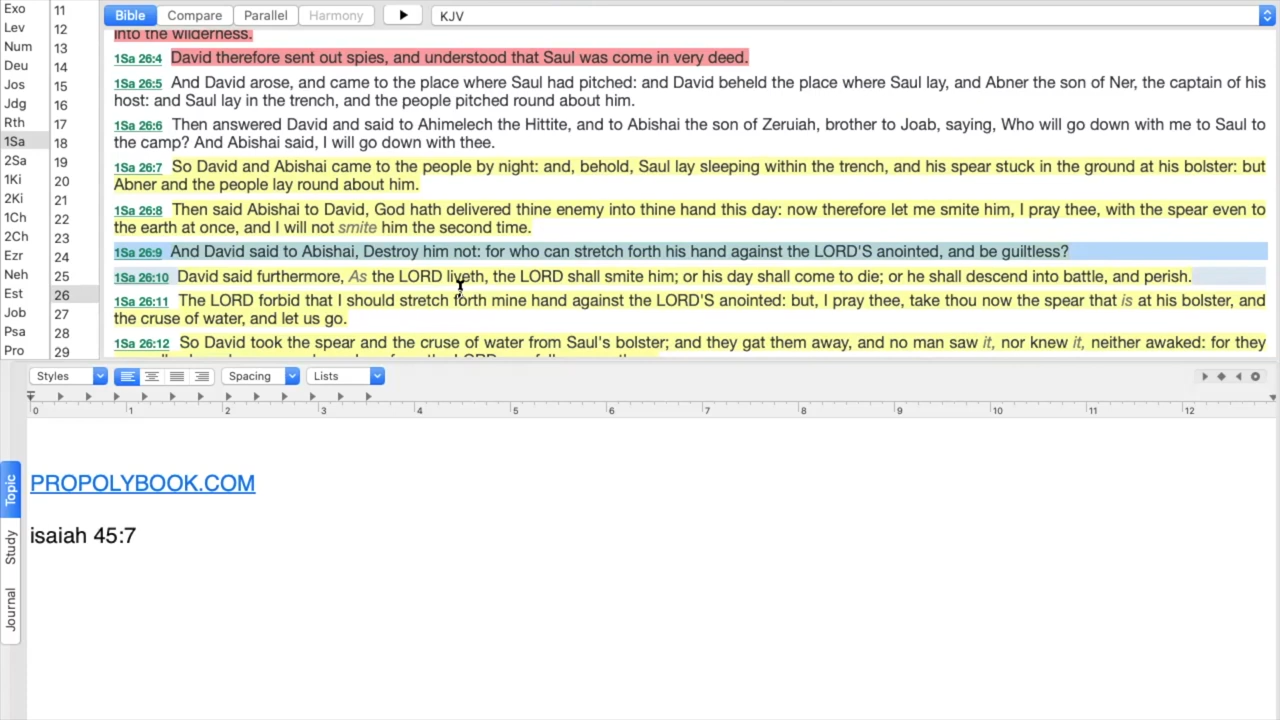 Exo
Lev
Num
Deu
Jos
Jdg
Rth
1Sa
2Sa
1Ki
2Ki
1Ch
2Ch
Ezr
Neh
Est
Job
Psa
Pro
11
12
13
14
15
16
17
18
19
20
21
22
23
24
25
26
27
28
29
Bible Compare Parallel Harmony KJV
into the wilderness.
1Sa 26:4 David therefore sent out spies, and understood that Saul was come in very deed.
1Sa 26:5 And David arose, and came to the place where Saul had pitched: and David beheld the place where Saul lay, and Abner the son of Ner, the captain of his
host: and Saul lay in the trench, and the people pitched round about him.
1Sa 26:6 Then answered David and said to Ahimelech the Hittite, and to Abishai the son of Zeruiah, brother to Joab, saying, Who will go down with me to Saul to
the camp? And Abishai said, I will go down with thee.
1Sa 26:7 So David and Abishai came to the people by night: and, behold, Saul lay sleeping within the trench, and his spear stuck in the ground at his bolster: but
Abner and the people lay round about him.
1Sa 26:8 Then said Abishai to David, God hath delivered thine enemy into thine hand this day: now therefore let me smite him, I pray thee, with the spear even to
the earth at once, and I will not smite him the second time.
1Sa 26:9 And David said to Abishai, Destroy him not: for who can stretch forth his hand against the LORD'S anointed, and be guiltless?
1Sa 26:10 David said furthermore, As the LORD liveth, the LORD shall smite him; or his day shall come to die; or he shall descend into battle, and perish.
1Sa 26:11 The LORD forbid that I should stretch forth mine hand against the LORD'S anointed: but, I pray thee, take thou now the spear that is at his bolster, and
the cruse of water, and let us go.
1Sa 26:12 So David took the spear and the cruse of water from Saul's bolster; and they gat them away, and no man saw it, nor knew it, neither awaked: for they
Styles Spacing Lists
0 1 2 3 4 5 6 7 8 9 10 11 12
Topic
Study
Journal
PROPOLYBOOK.COM
isaiah 45:7